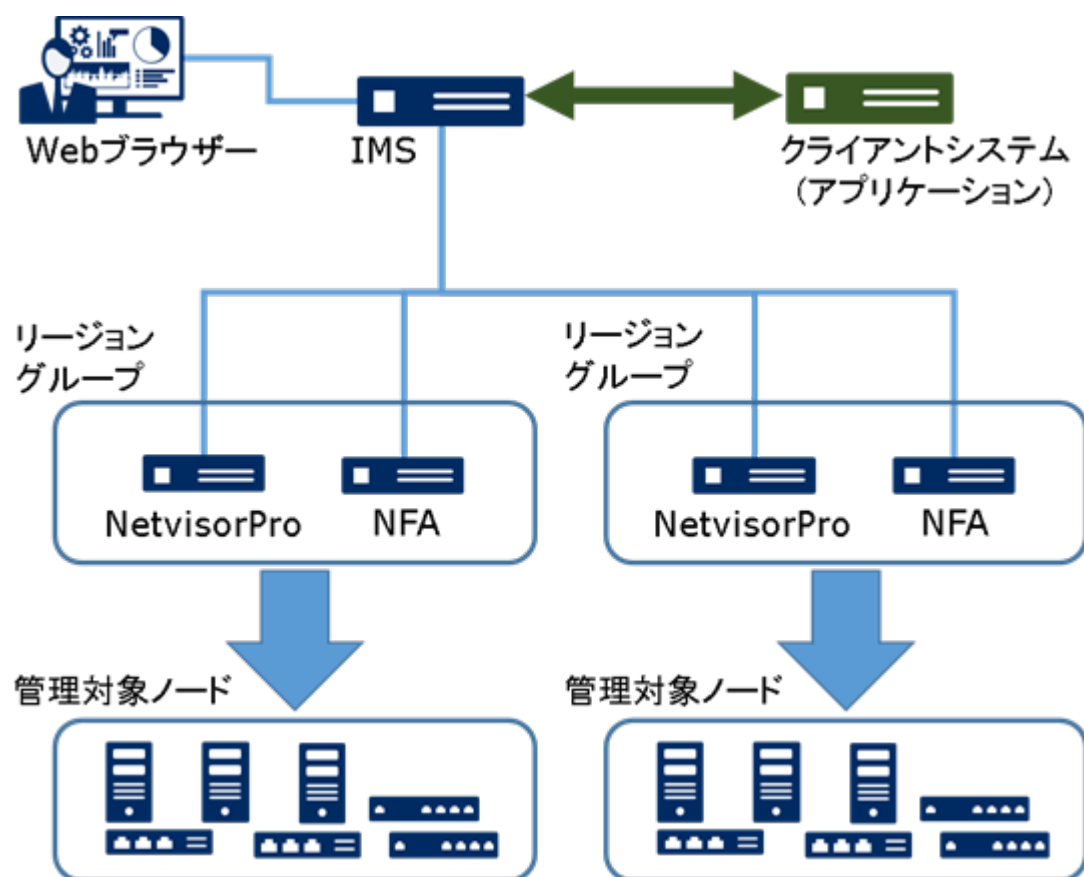 Webブラウザー
IMS
クライアントシステム
(アプリケーション)
リージョン
グループ
リージョン
グループ
NetvisorPro
NFA
NetvisorPro
NFA
管理対象ノード
管理対象ノード